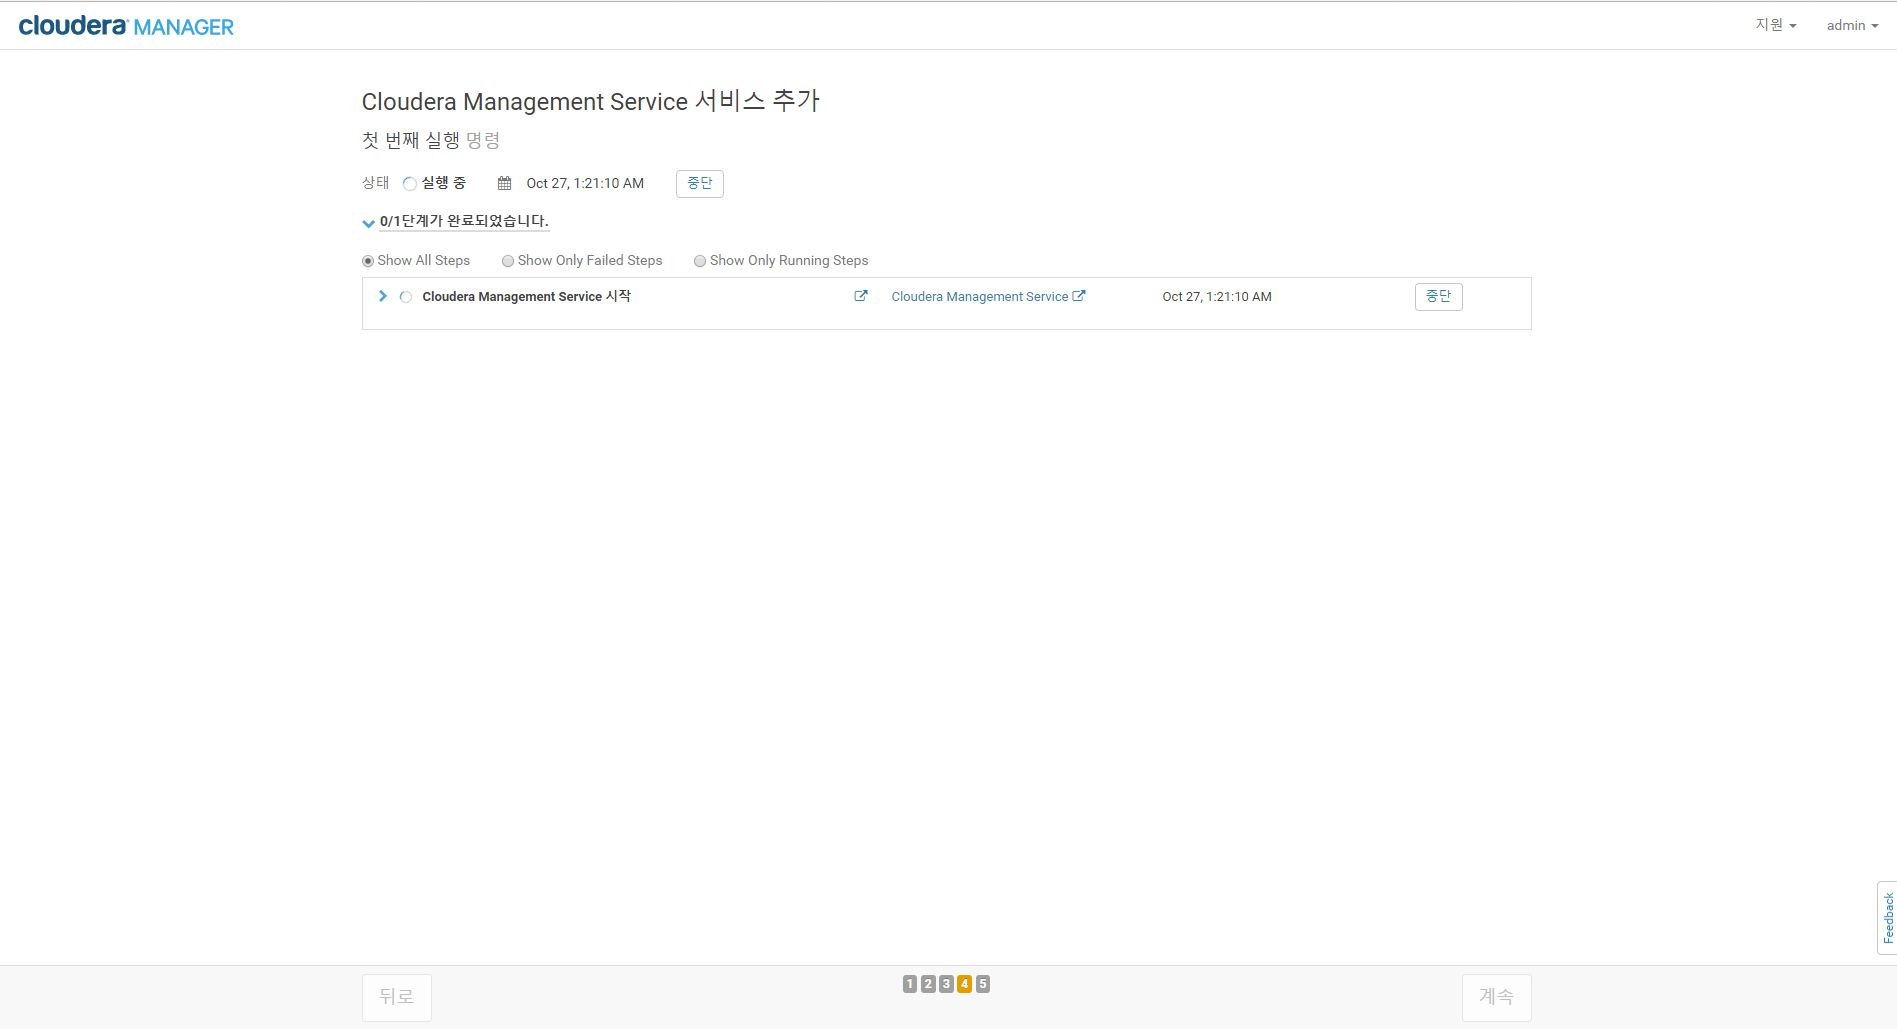 cloudera MANAGER 지원 admin
Cloudera Management Service 서비스 추가
첫 번째 실행 명령
상태 실행 중 Oct 27, 1:21:10 AM 중단
0/1단계가 완료되었습니다.
Show All Steps Show Only Failed Steps Show Only Running Steps
Cloudera Management Service 시작 Cloudera Management Service Oct 27, 1:21:10 AM 중단
Feedback
뒤로 1 2 3 4 5 계속